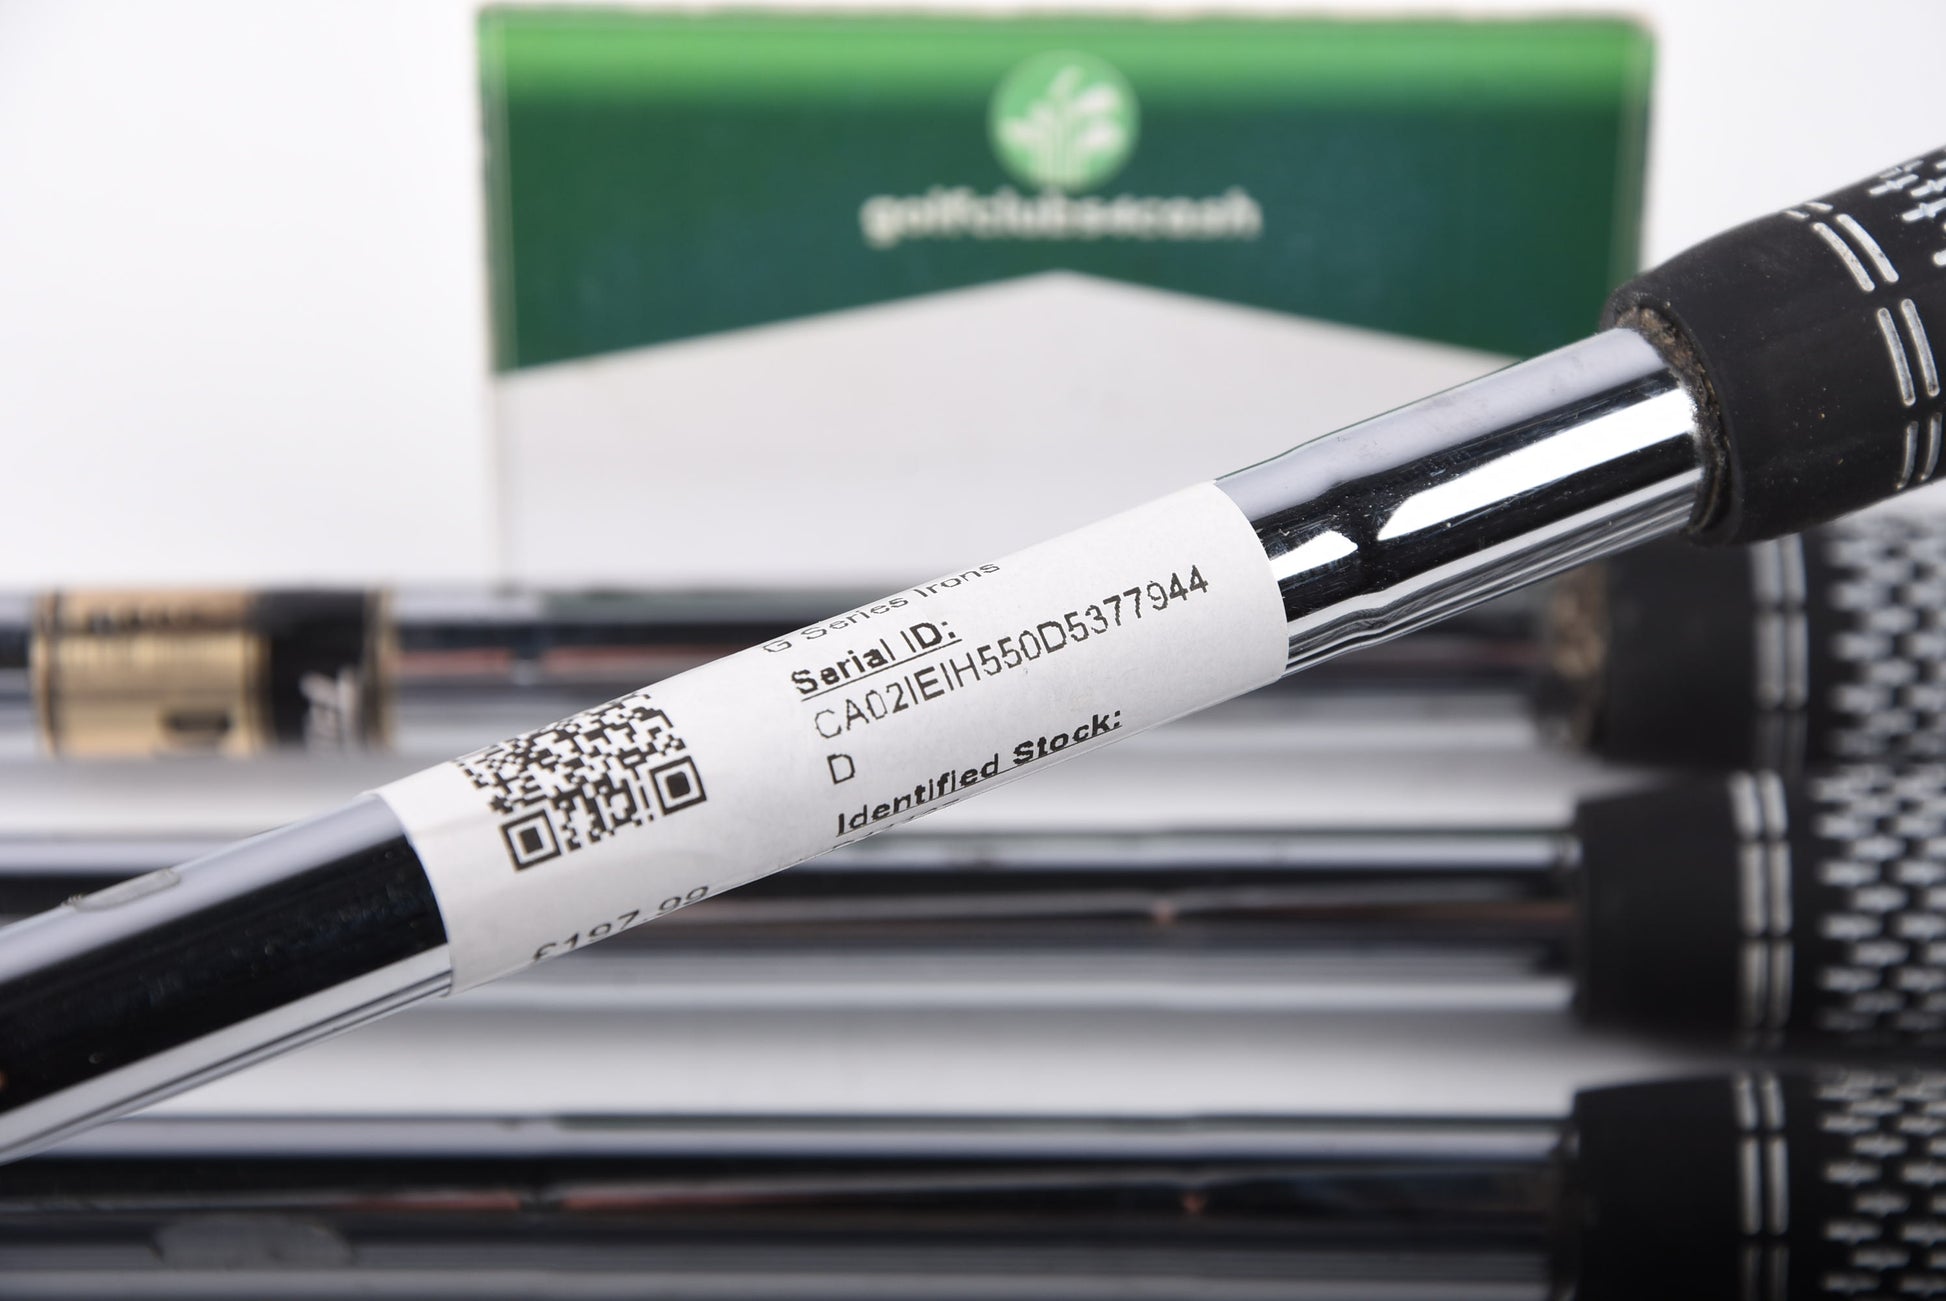 golfclubs4cash
G Series Irons
Serial ID:
CA02IEIH550D5377944
D
Identified Stock:
£197.99